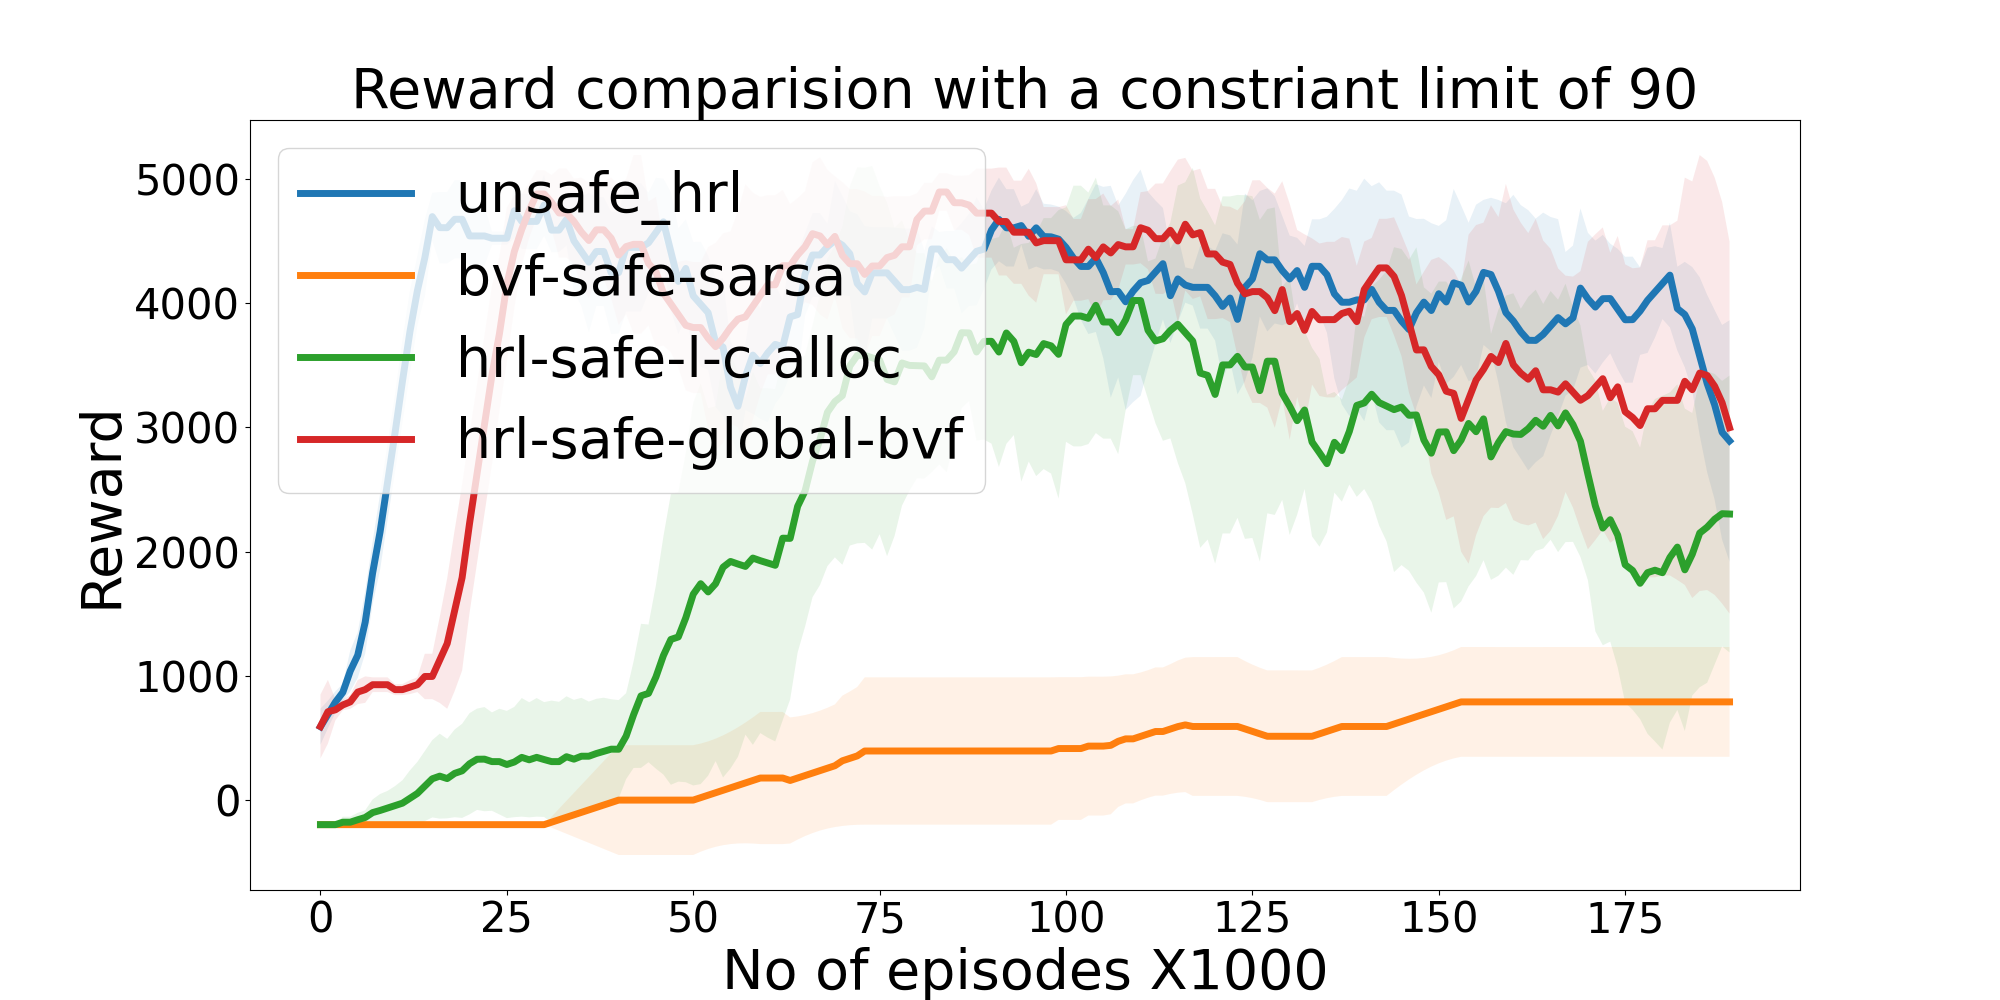 Reward comparision with a constriant limit of 90
unsafe_hrl
bvf-safe-sarsa
hrl-safe-l-c-alloc
hrl-safe-global-bvf
Reward
5000
4000
3000
2000
1000
0
0 25 50 75 100 125 150 175
No of episodes X1000